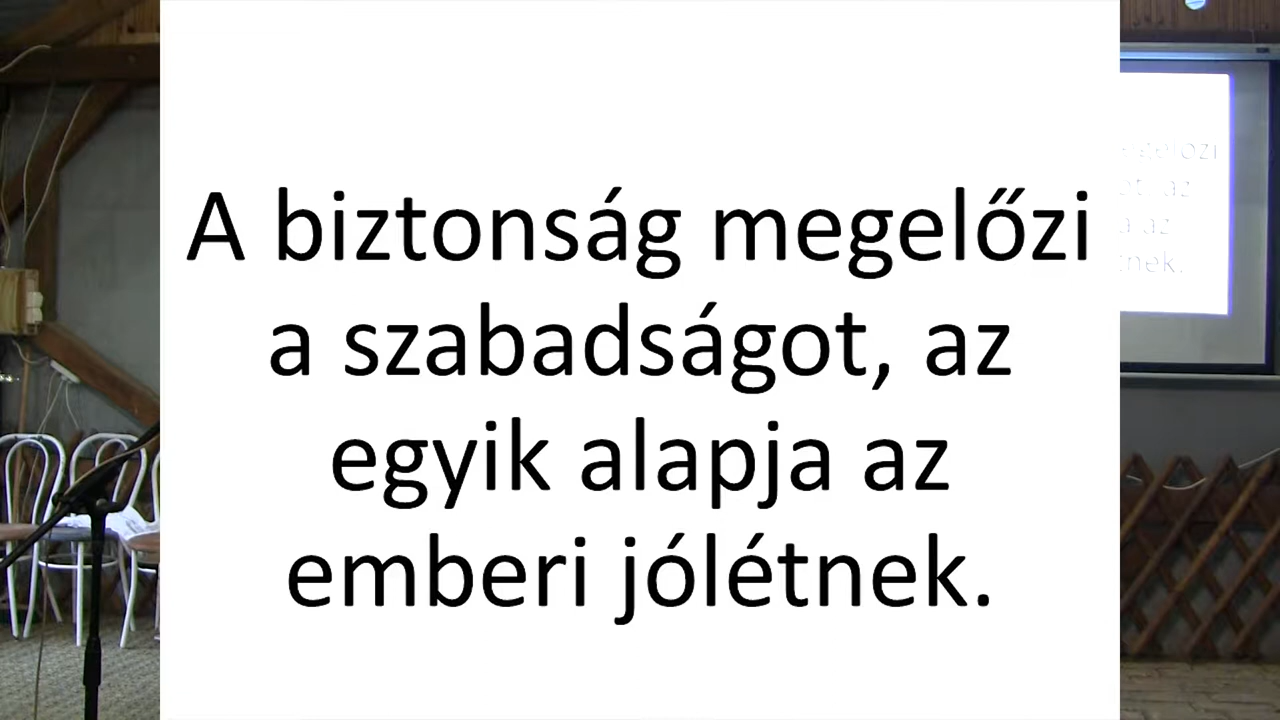 A biztonság megelőzi
a szabadságot, az
egyik alapja az
emberi jólétnek.